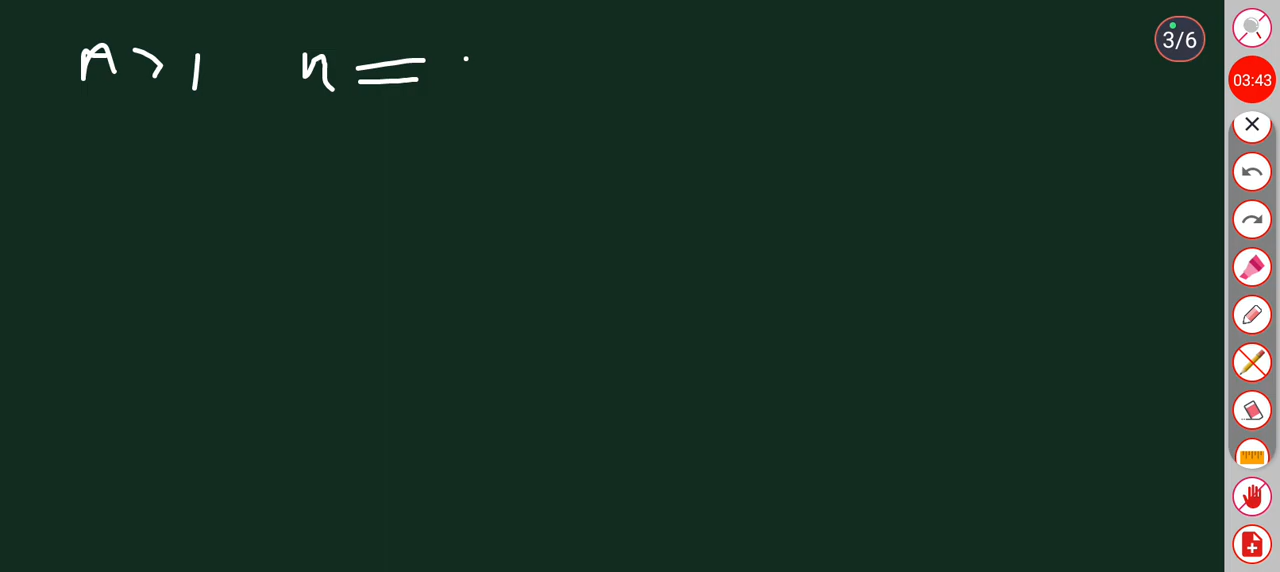 n > 1 n =
3/6
03:43